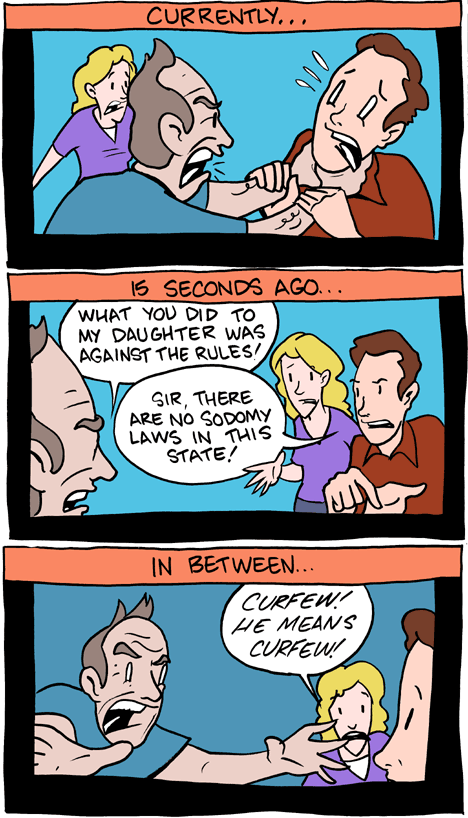 CURRENTLY...
15 SECONDS AGO...
WHAT YOU DID TO
MY DAUGHTER WAS
AGAINST THE RULES!
SIR, THERE
ARE NO SODOMY
LAWS IN THIS
STATE!
IN BETWEEN...
CURFEW!
HE MEANS
CURFEW!